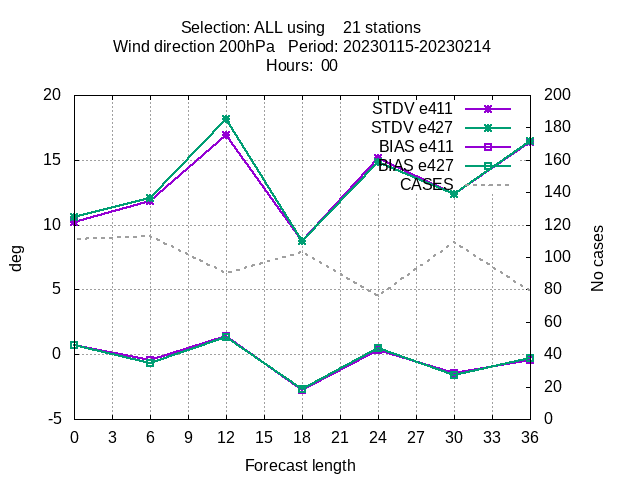 Selection: ALL using    21 stations
Wind direction 200hPa   Period: 20230115-20230214
Hours:  00
STDV e411
STDV e427
BIAS e411
BIAS e427
CASES
20
15
10
5
0
-5
deg
200
180
160
140
120
100
80
60
40
20
0
No cases
0 3 6 9 12 15 18 21 24 27 30 33 36
Forecast length